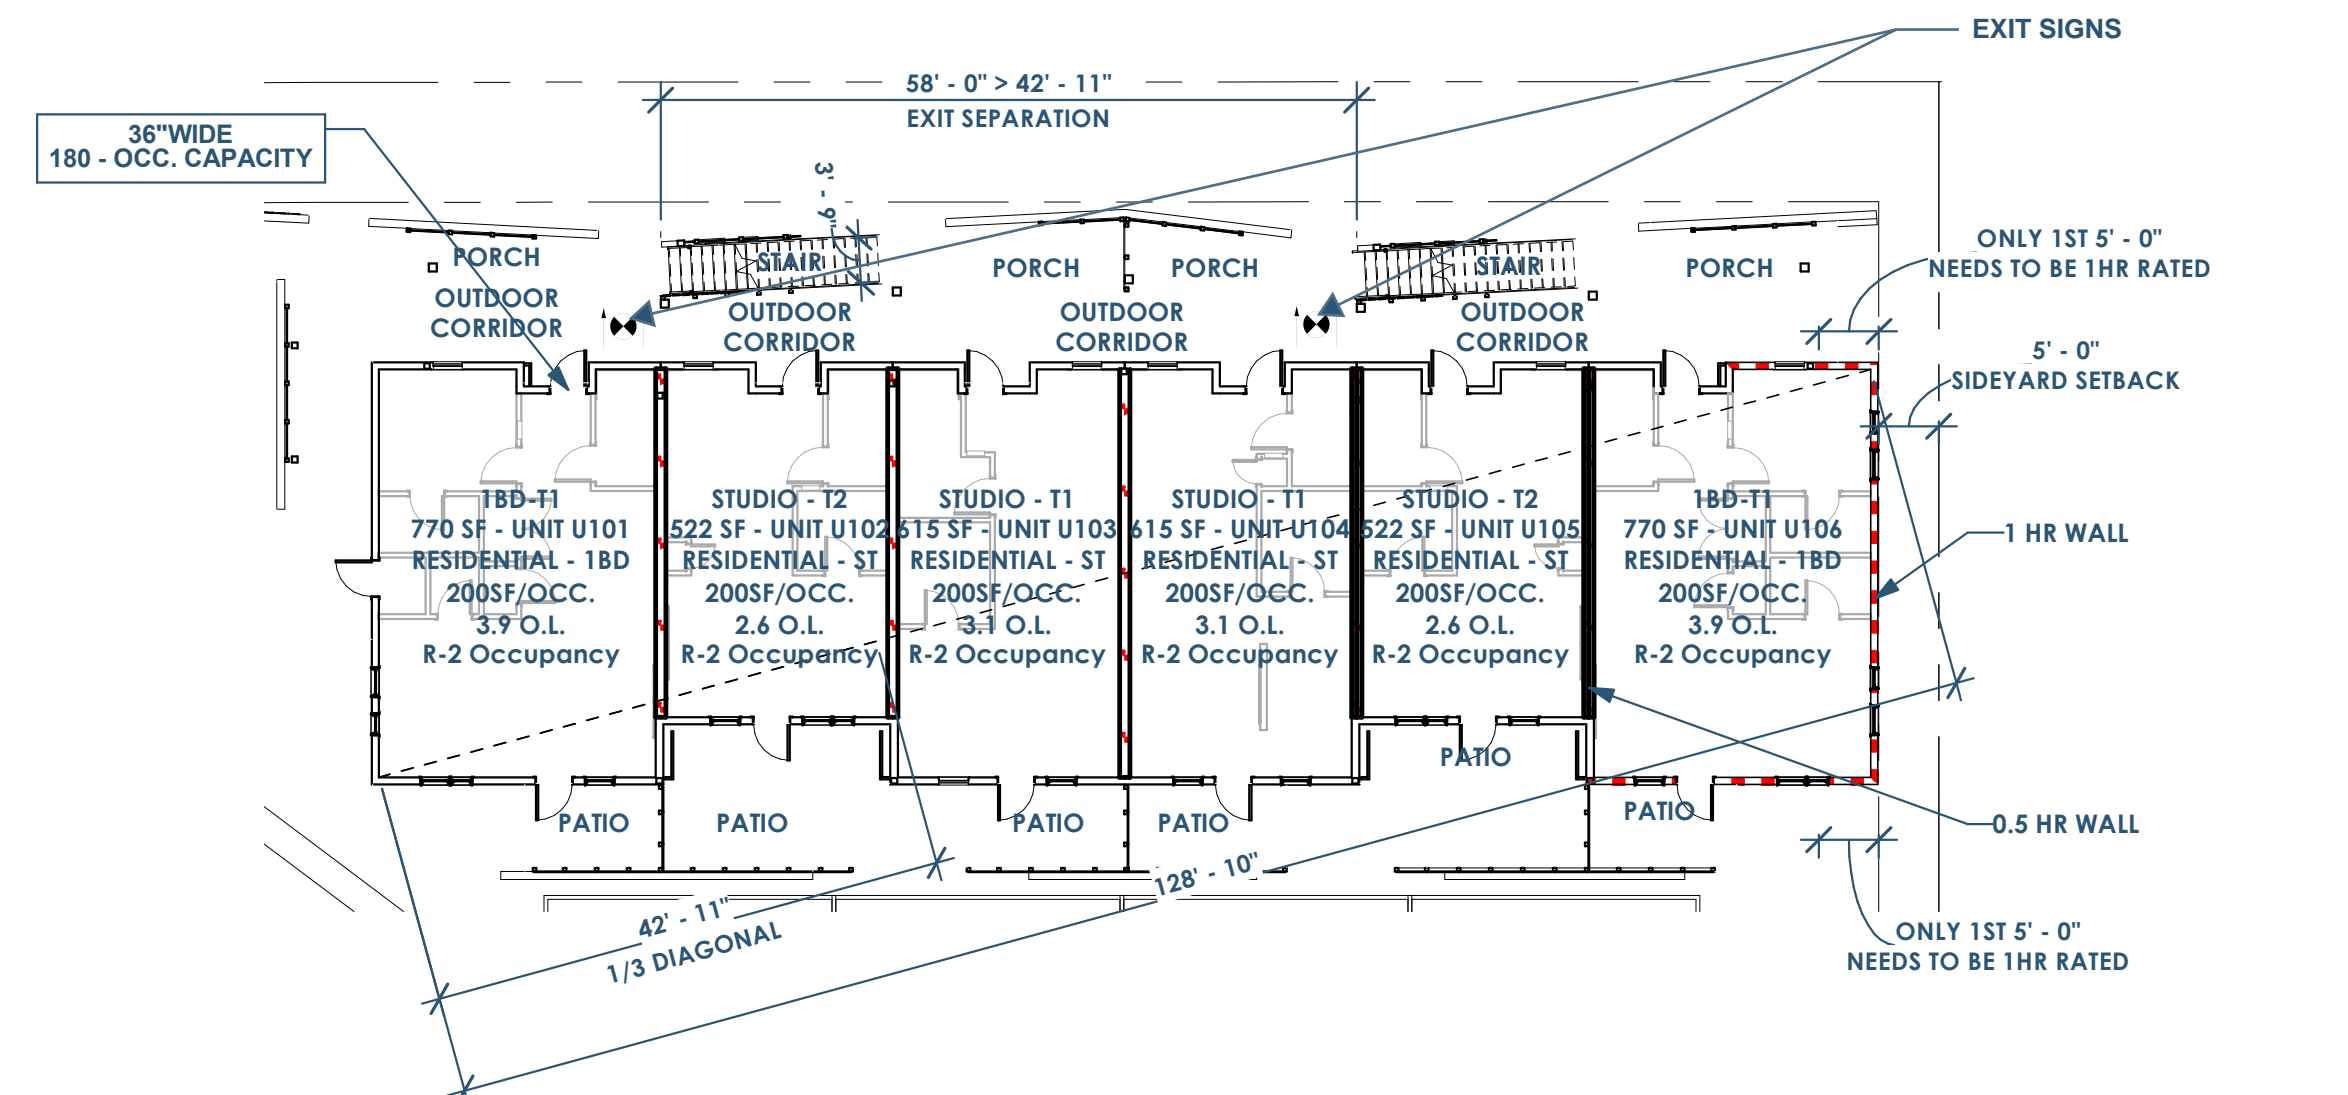 EXIT SIGNS
58' - 0" > 42' - 11"
EXIT SEPARATION
36"WIDE
180 - OCC. CAPACITY
3' - 9"
PORCH
STAIR
PORCH
PORCH
STAIR
PORCH
ONLY 1ST 5' - 0"
NEEDS TO BE 1HR RATED
OUTDOOR
CORRIDOR
OUTDOOR
CORRIDOR
OUTDOOR
CORRIDOR
OUTDOOR
CORRIDOR
5' - 0"
SIDEYARD SETBACK
1BD-T1
770 SF - UNIT U101
RESIDENTIAL - 1BD
200SF/OCC.
3.9 O.L.
R-2 Occupancy
STUDIO - T2
522 SF - UNIT U102
RESIDENTIAL - ST
200SF/OCC.
2.6 O.L.
R-2 Occupancy
STUDIO - T1
615 SF - UNIT U103
RESIDENTIAL - ST
200SF/OCC.
3.1 O.L.
R-2 Occupancy
STUDIO - T1
615 SF - UNIT U104
RESIDENTIAL - ST
200SF/OCC.
3.1 O.L.
R-2 Occupancy
STUDIO - T2
522 SF - UNIT U105
RESIDENTIAL - ST
200SF/OCC.
2.6 O.L.
R-2 Occupancy
1BD-T1
770 SF - UNIT U106
RESIDENTIAL - 1BD
200SF/OCC.
3.9 O.L.
R-2 Occupancy
1 HR WALL
PATIO
PATIO
PATIO
PATIO
PATIO
PATIO
0.5 HR WALL
128' - 10"
42' - 11"
1/3 DIAGONAL
ONLY 1ST 5' - 0"
NEEDS TO BE 1HR RATED